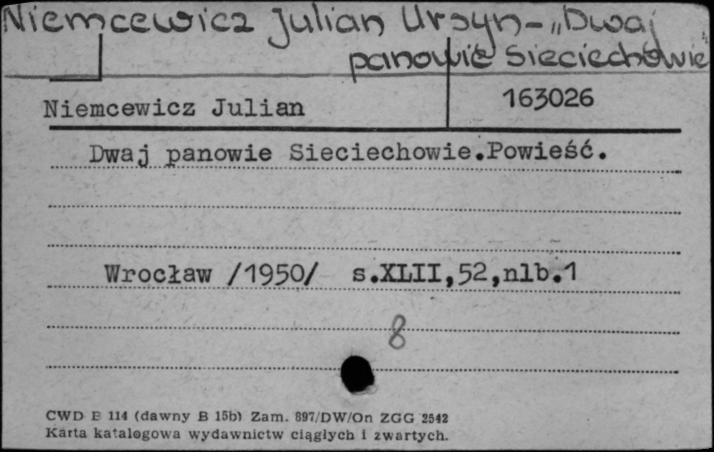 Niemcewicz Julian Ursyn - „Dwaj
panowie Sieciechowie"
Niemcewicz Julian 163026
Dwaj panowie Sieciechowie.Powieść.
Wrocław /1950/ s.XLII,52,nlb.1
8
CWD B 114 (dawny B 15b) Zam. 897/DW/On ZGG 2542
Karta katalogowa wydawnictw ciągłych i zwartych.